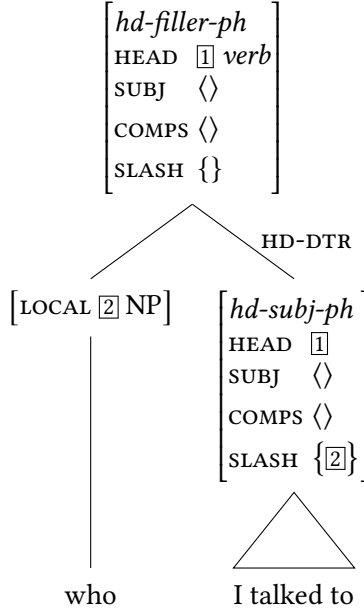 hd-filler-ph
HEAD 1 verb
SUBJ ⟨⟩
COMPS ⟨⟩
SLASH {}
HD-DTR
[LOCAL 2 NP]
hd-subj-ph
HEAD 1
SUBJ ⟨⟩
COMPS ⟨⟩
SLASH {2}
who
I talked to